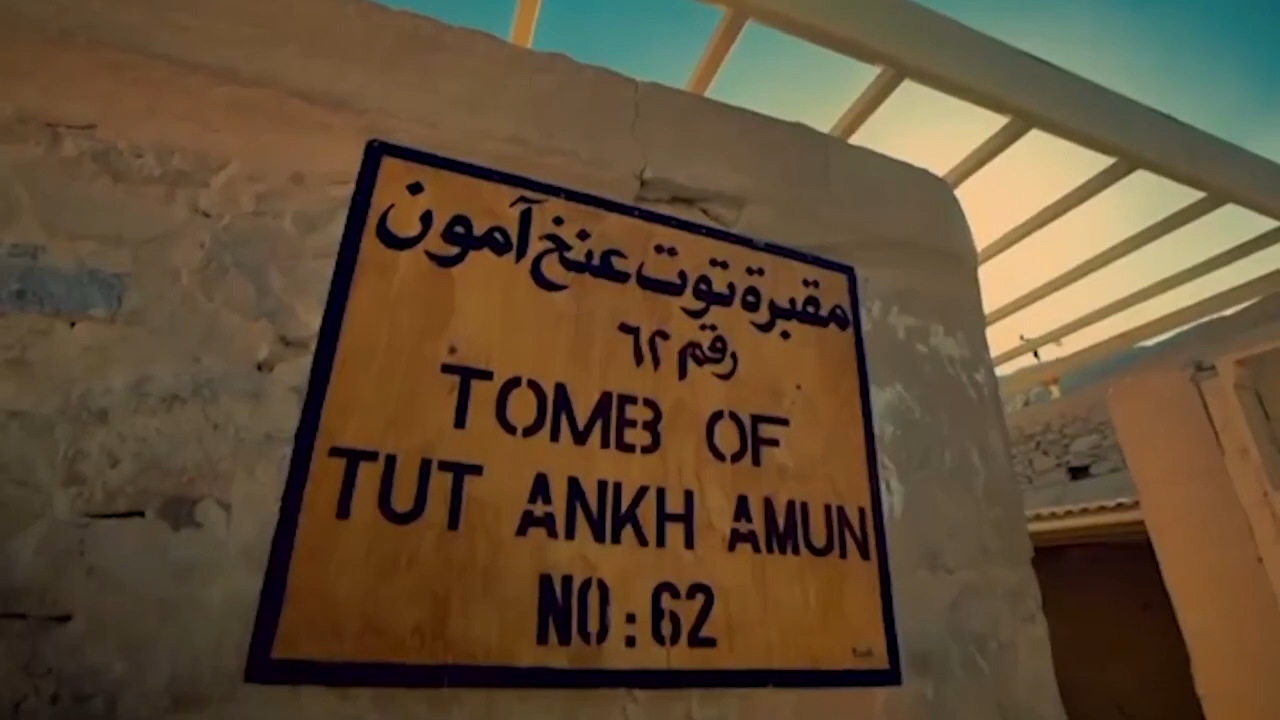 مقبرة توت عنخ آمون
رقم ٦٢
TOMB OF
TUT ANKH AMUN
NO: 62